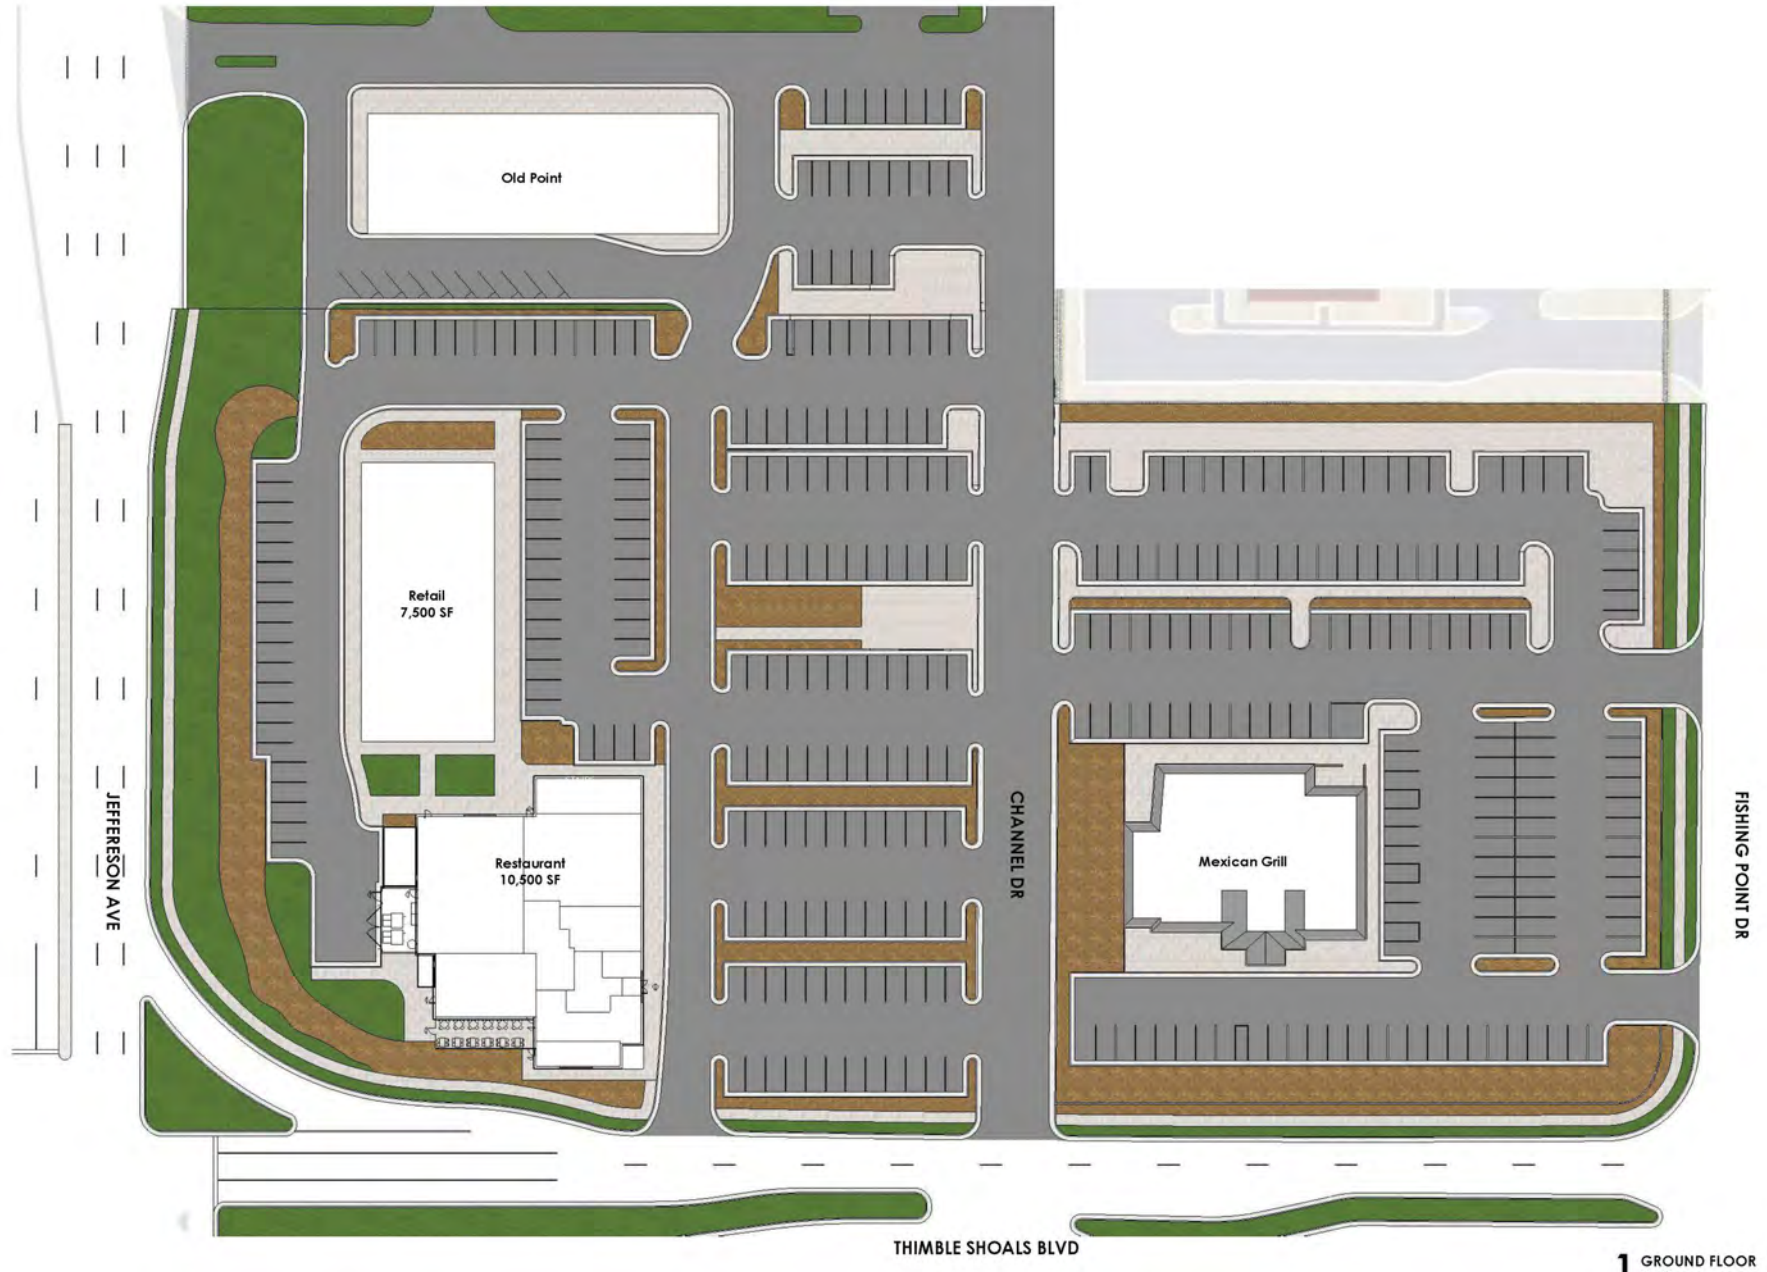 Old Point
Retail
7,500 SF
Restaurant
10,500 SF
Mexican Grill
JEFFERESON AVE
CHANNEL DR
FISHING POINT DR
THIMBLE SHOALS BLVD
1 GROUND FLOOR